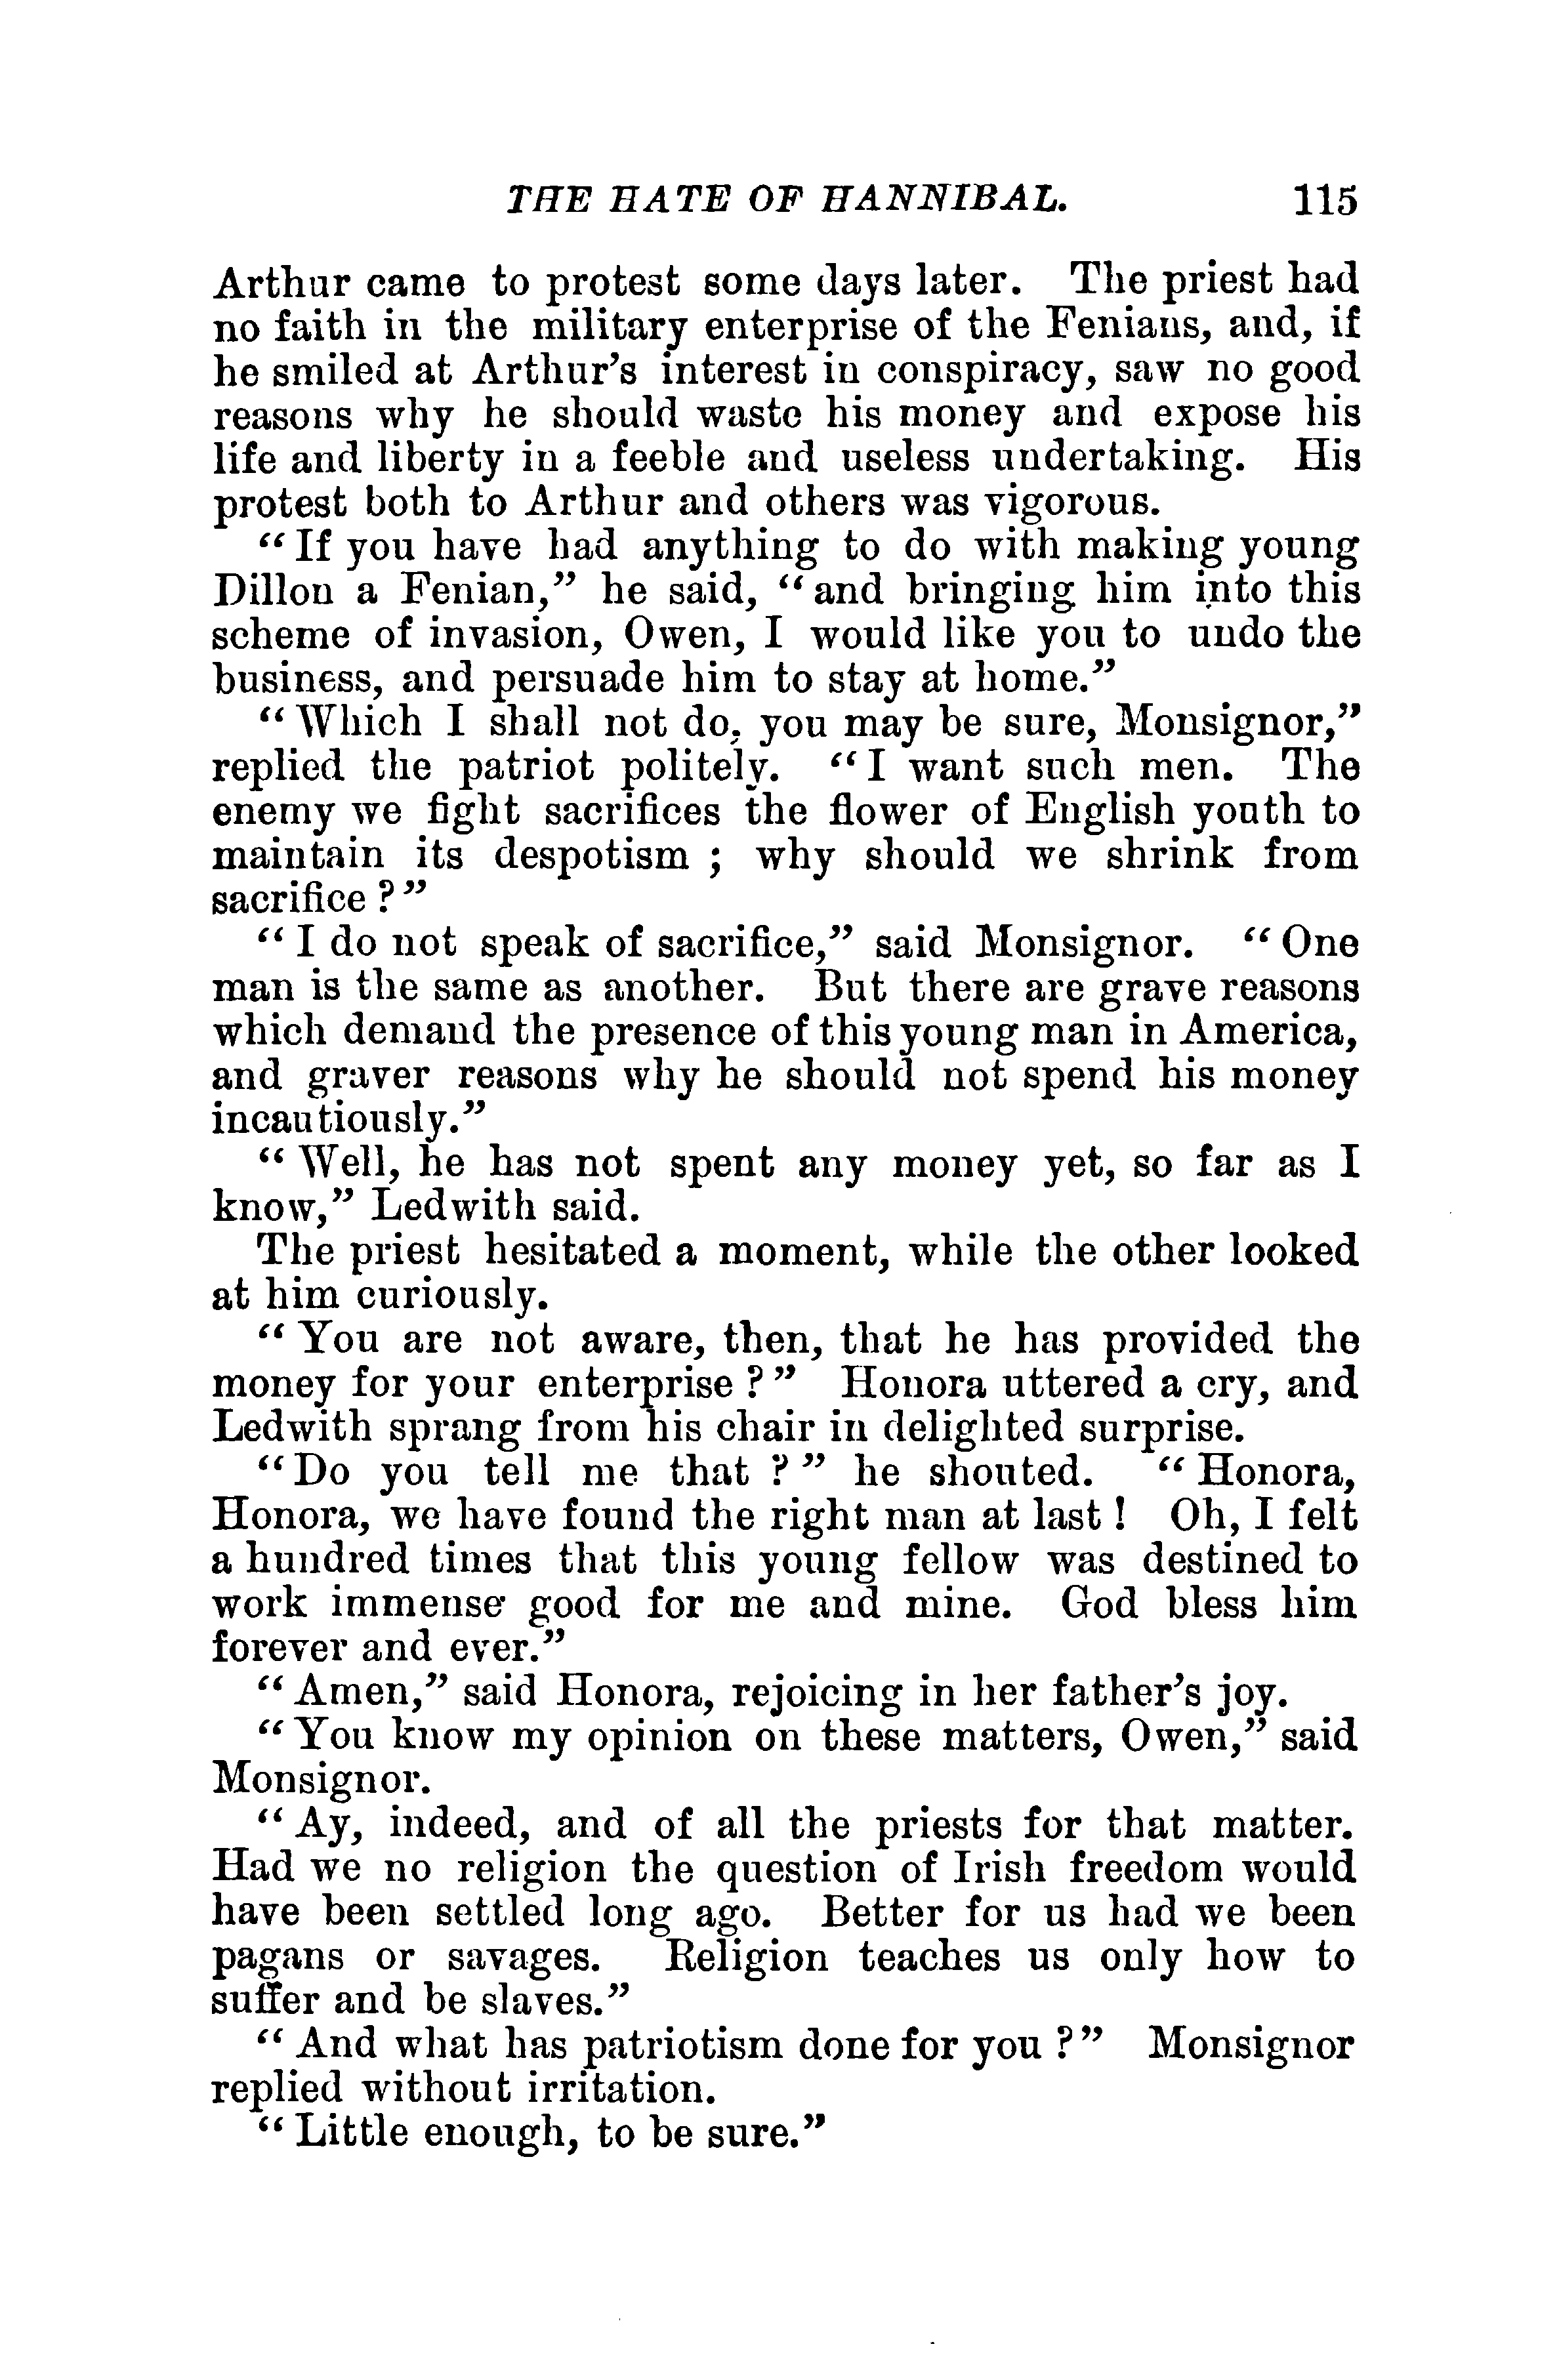 THE HATE OF HANNIBAL. 115
Arthur came to protest some days later. The priest had
no faith in the military enterprise of the Fenians, and, if
he smiled at Arthur's interest in conspiracy, saw no good
reasons why he should waste his money and expose his
life and liberty in a feeble and useless undertaking. His
protest both to Arthur and others was vigorous.
"If you have had anything to do with making young
Dillon a Fenian," he said, "and bringing him into this
scheme of invasion, Owen, I would like you to undo the
business, and persuade him to stay at home."
"Which I shall not do, you may be sure, Monsignor,"
replied the patriot politely. "I want such men. The
enemy we fight sacrifices the flower of English youth to
maintain its despotism ; why should we shrink from
sacrifice ?"
"I do not speak of sacrifice," said Monsignor. "One
man is the same as another. But there are grave reasons
which demand the presence of this young man in America,
and graver reasons why he should not spend his money
incautiously."
"Well, he has not spent any money yet, so far as I
know," Ledwith said.
The priest hesitated a moment, while the other looked
at him curiously.
"You are not aware, then, that he has provided the
money for your enterprise ?" Honora uttered a cry, and
Ledwith sprang from his chair in delighted surprise.
"Do you tell me that ?" he shouted. "Honora,
Honora, we have found the right man at last ! Oh, I felt
a hundred times that this young fellow was destined to
work immense good for me and mine. God bless him
forever and ever."
"Amen," said Honora, rejoicing in her father's joy.
"You know my opinion on these matters, Owen," said
Monsignor.
"Ay, indeed, and of all the priests for that matter.
Had we no religion the question of Irish freedom would
have been settled long ago. Better for us had we been
pagans or savages. Religion teaches us only how to
suffer and be slaves."
"And what has patriotism done for you ?" Monsignor
replied without irritation.
"Little enough, to be sure."